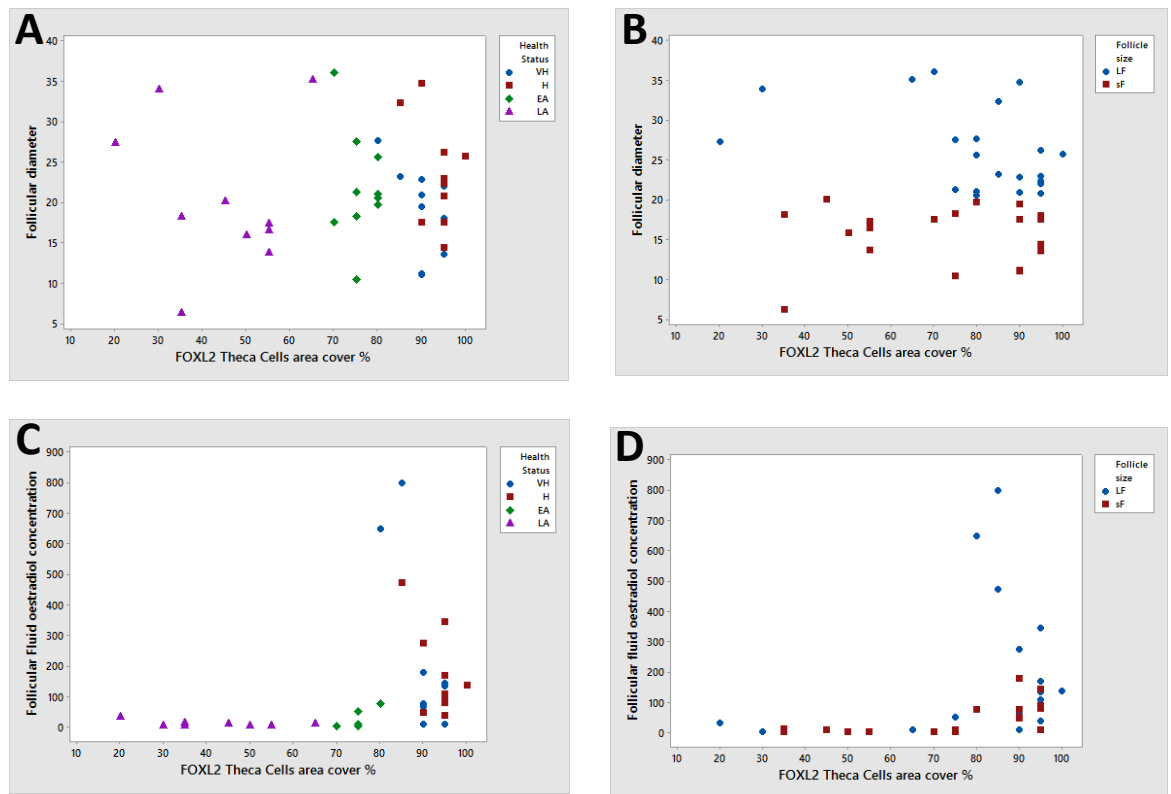 A
Health
Status
VH
H
EA
LA
Follicular diameter
40
35
30
25
20
15
10
5
10 20 30 40 50 60 70 80 90 100
FOXL2 Theca Cells area cover %
B
Follicle
size
LF
sF
Follicular diameter
40
35
30
25
20
15
10
5
10 20 30 40 50 60 70 80 90 100
FOXL2 Theca Cells area cover %
C
Health
Status
VH
H
EA
LA
Follicular Fluid oestradiol concentration
900
800
700
600
500
400
300
200
100
0
10 20 30 40 50 60 70 80 90 100
FOXL2 Theca Cells area cover %
D
Follicle
size
LF
sF
Follicular fluid oestradiol concentration
900
800
700
600
500
400
300
200
100
0
10 20 30 40 50 60 70 80 90 100
FOXL2 Theca Cells area cover %